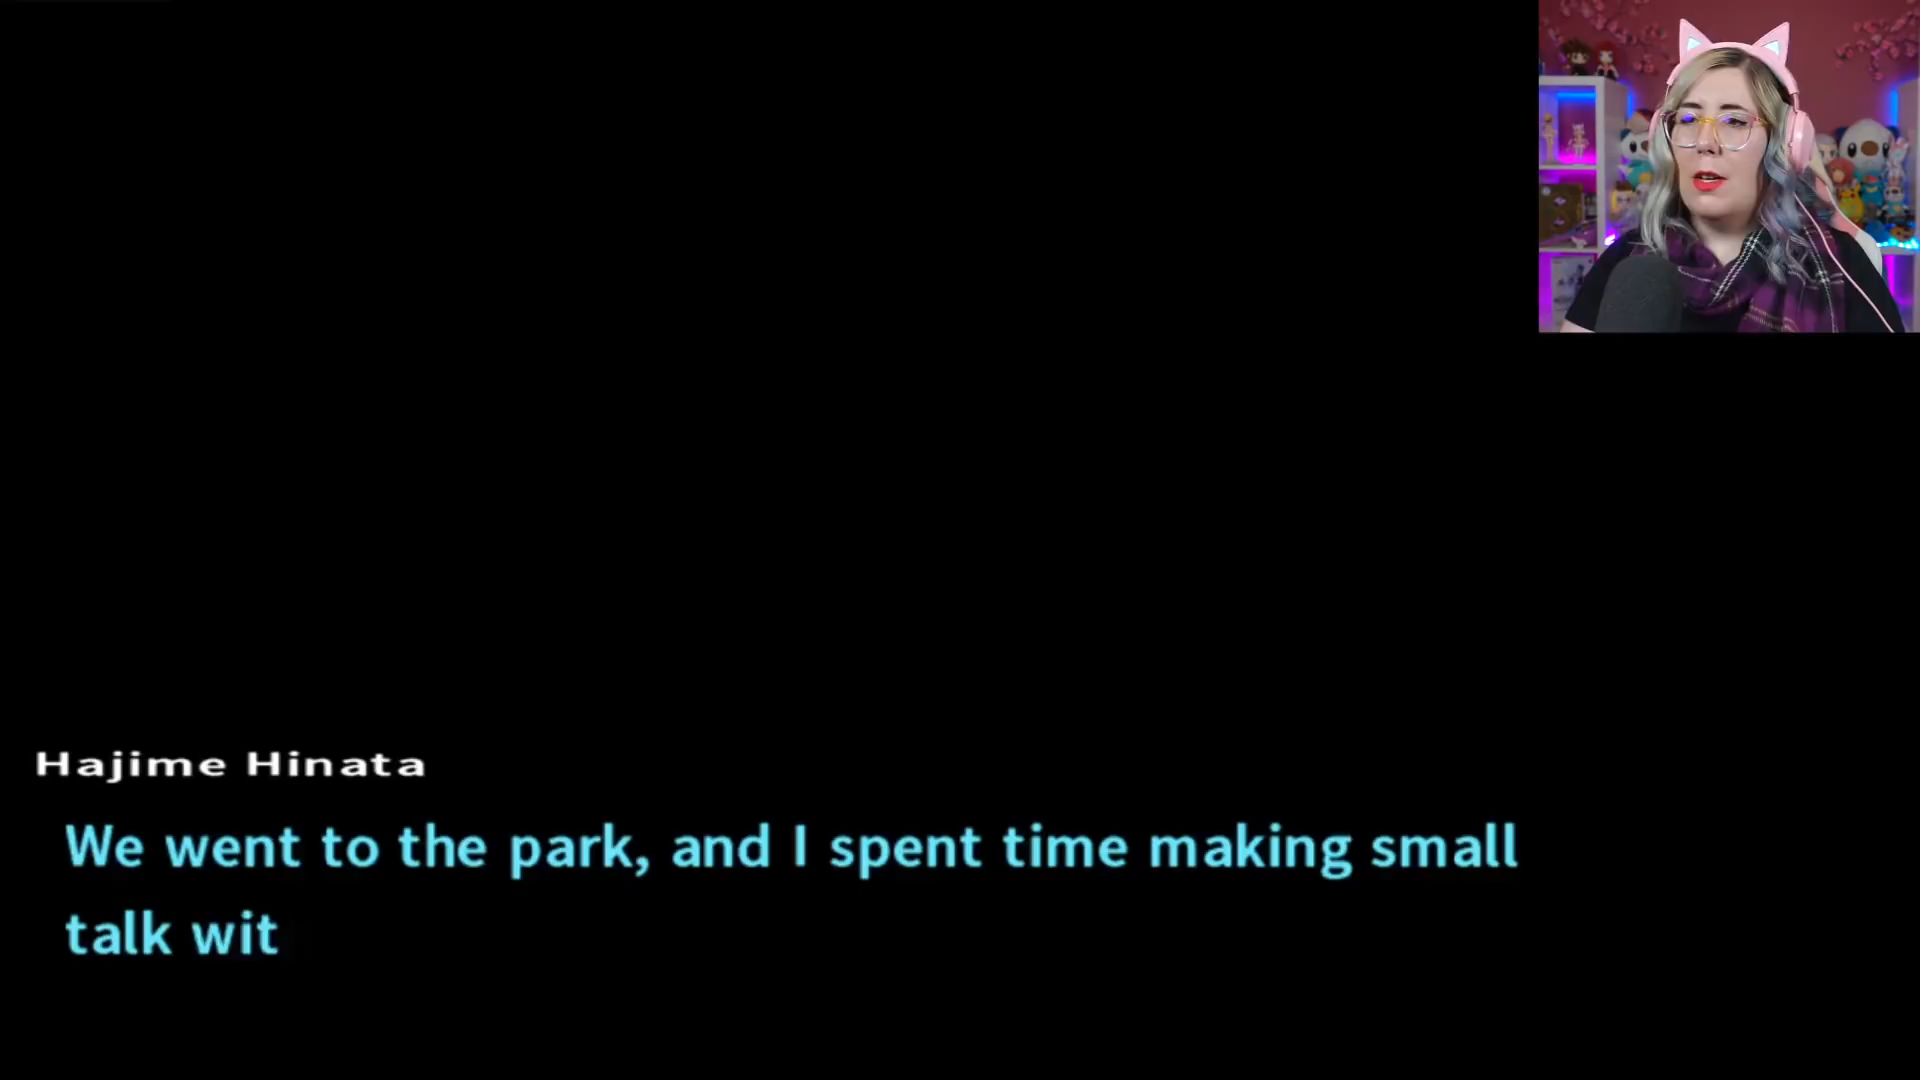 Hajime Hinata
We went to the park, and I spent time making small
talk wit